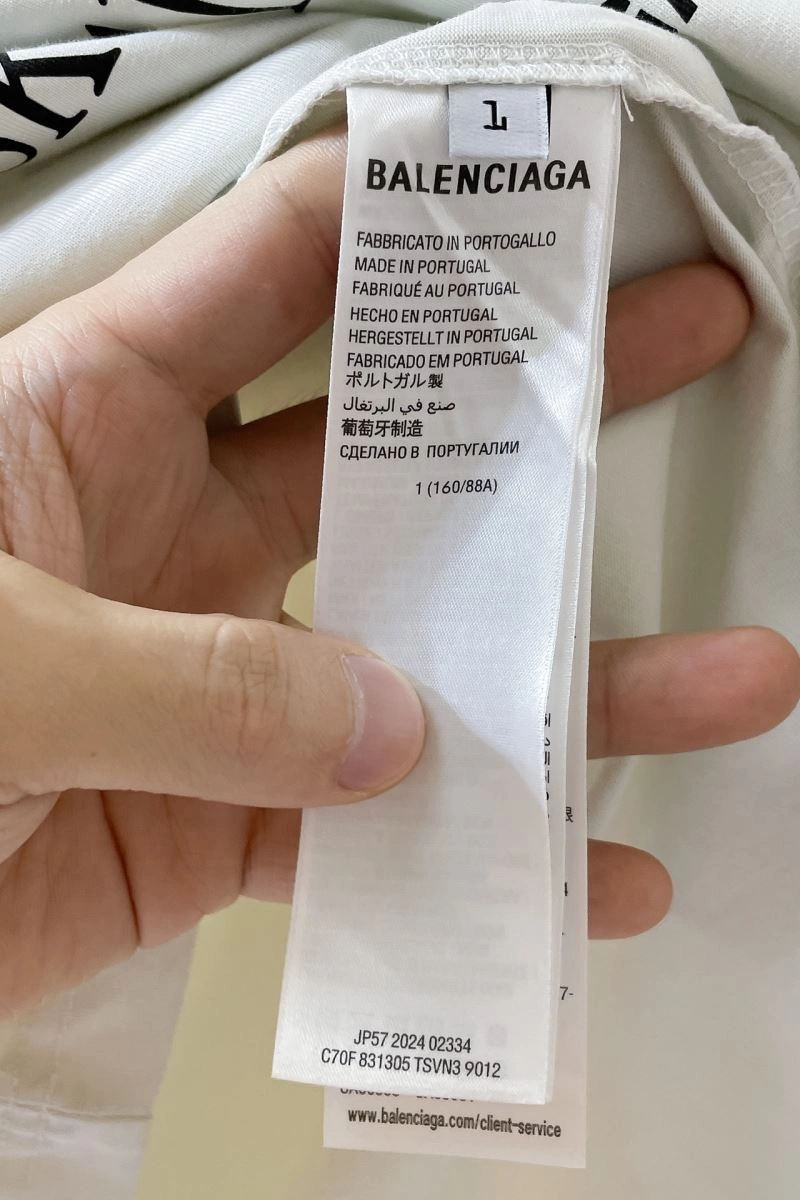 1
BALENCIAGA
FABBRICATO IN PORTOGALLO
MADE IN PORTUGAL
FABRIQUÉ AU PORTUGAL
HECHO EN PORTUGAL
HERGESTELLT IN PORTUGAL
FABRICADO EM PORTUGAL
ポルトガル製
صنع في البرتغال
葡萄牙制造
СДЕЛАНО В ПОРТУГАЛИИ
1 (160/88A)
JP57 2024 02334
C70F 831305 TSVN3 9012
www.balenciaga.com/client-service